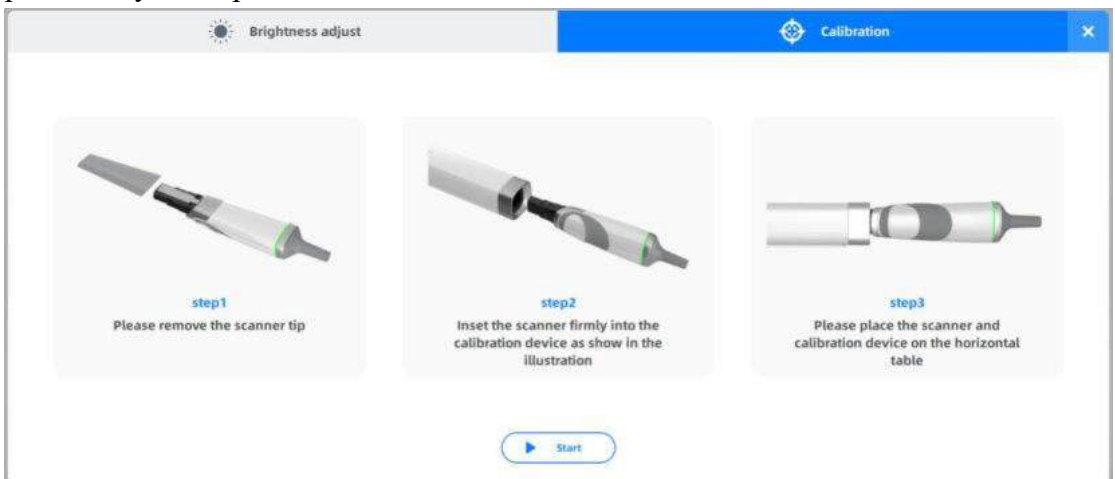 Brightness adjust
Calibration
step1
Please remove the scanner tip
step2
Inset the scanner firmly into the
calibration device as show in the
illustration
step3
Please place the scanner and
calibration device on the horizontal
table
Start